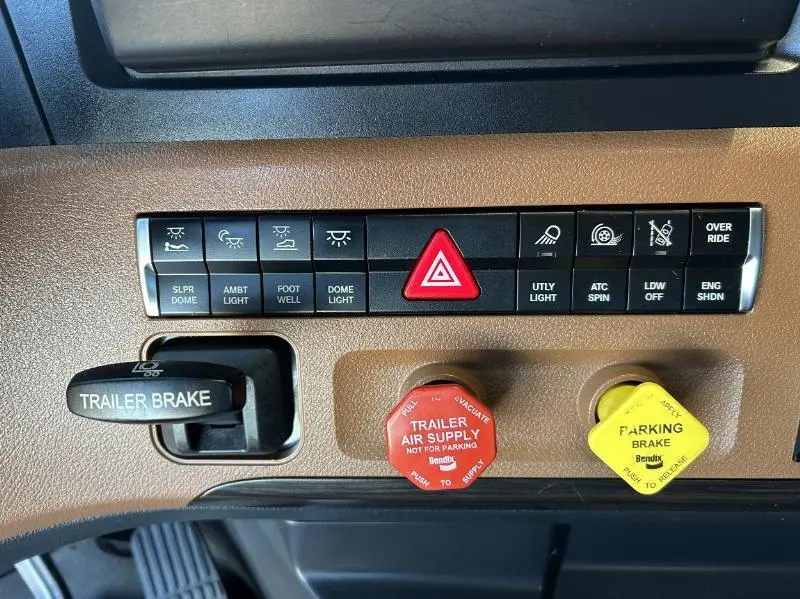 SLPR
DOME
AMBT
LIGHT
FOOT
WELL
DOME
LIGHT
UTLY
LIGHT
ATC
SPIN
LDW
OFF
OVER
RIDE
ENG
SHDN
TRAILER BRAKE
PULL TO EVACUATE
TRAILER
AIR SUPPLY
NOT FOR PARKING
Bendix
PUSH TO SUPPLY
APPLY
PARKING
BRAKE
Bendix
PUSH TO RELEASE